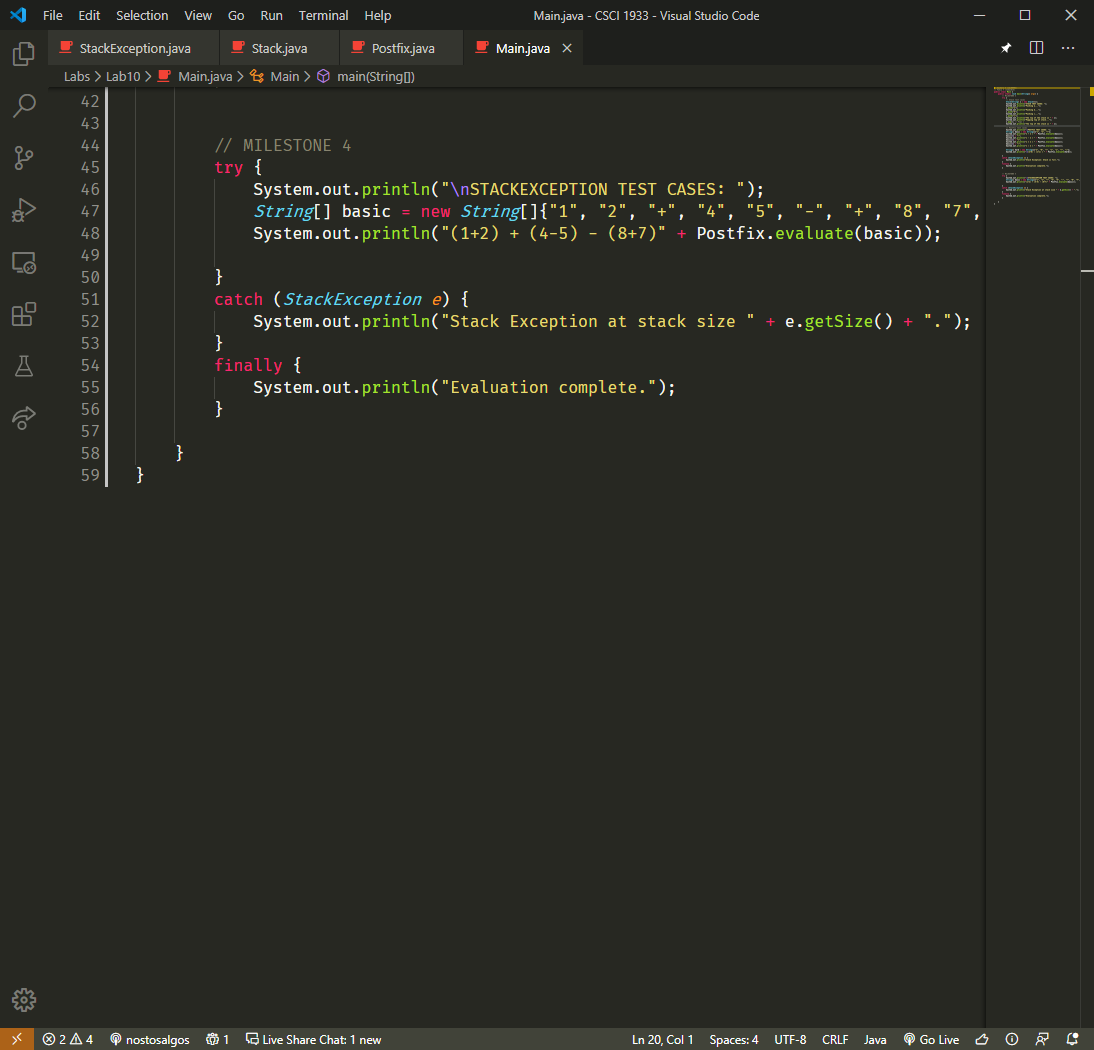 File Edit Selection View Go Run Terminal Help Main.java - CSCI 1933 - Visual Studio Code
StackException.java Stack.java Postfix.java Main.java
Labs > Lab10 > Main.java > Main > main(String[])
42
43
44 // MILESTONE 4
45 try {
46 System.out.println("\nSTACKEXCEPTION TEST CASES: ");
47 String[] basic = new String[]{"1", "2", "+", "4", "5", "-", "+", "8", "7",
48 System.out.println("(1+2) + (4-5) - (8+7)" + Postfix.evaluate(basic));
49
50 }
51 catch (StackException e) {
52 System.out.println("Stack Exception at stack size " + e.getSize() + ".");
53 }
54 finally {
55 System.out.println("Evaluation complete.");
56 }
57
58 }
59 }
2 4 nostosalgos 1 Live Share Chat: 1 new Ln 20, Col 1 Spaces: 4 UTF-8 CRLF Java Go Live